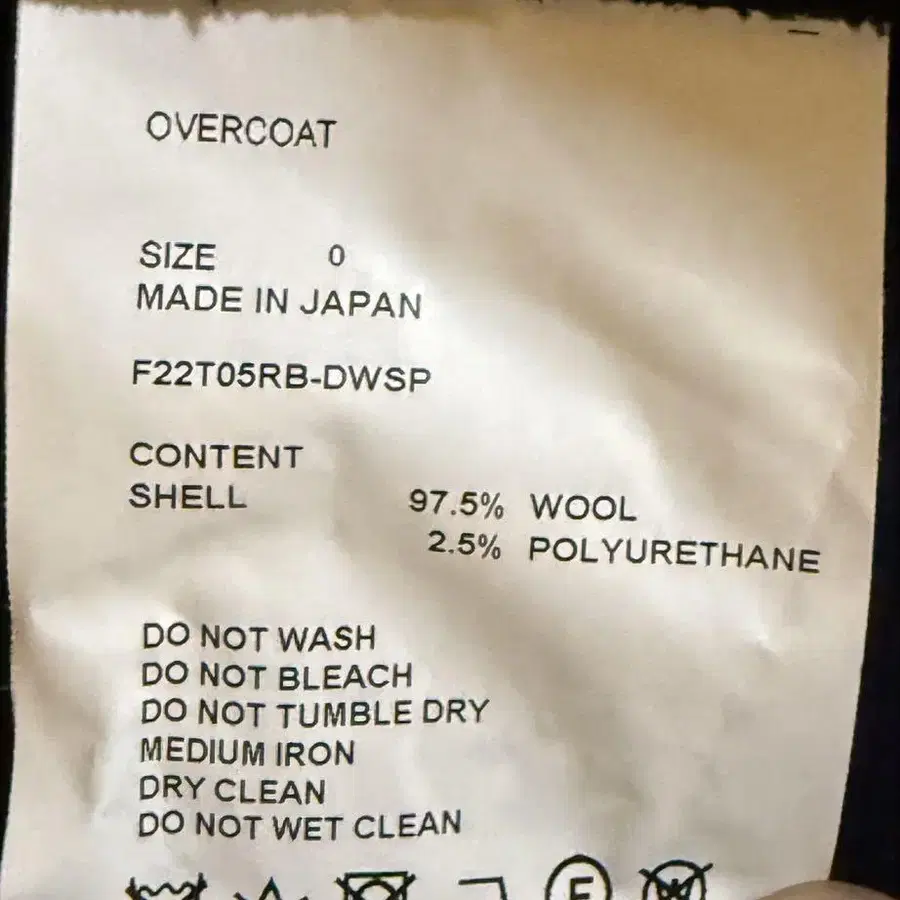 OVERCOAT
SIZE 0
MADE IN JAPAN
F22T05RB-DWSP
CONTENT
SHELL 97.5% WOOL
2.5% POLYURETHANE
DO NOT WASH
DO NOT BLEACH
DO NOT TUMBLE DRY
MEDIUM IRON
DRY CLEAN
DO NOT WET CLEAN
F W